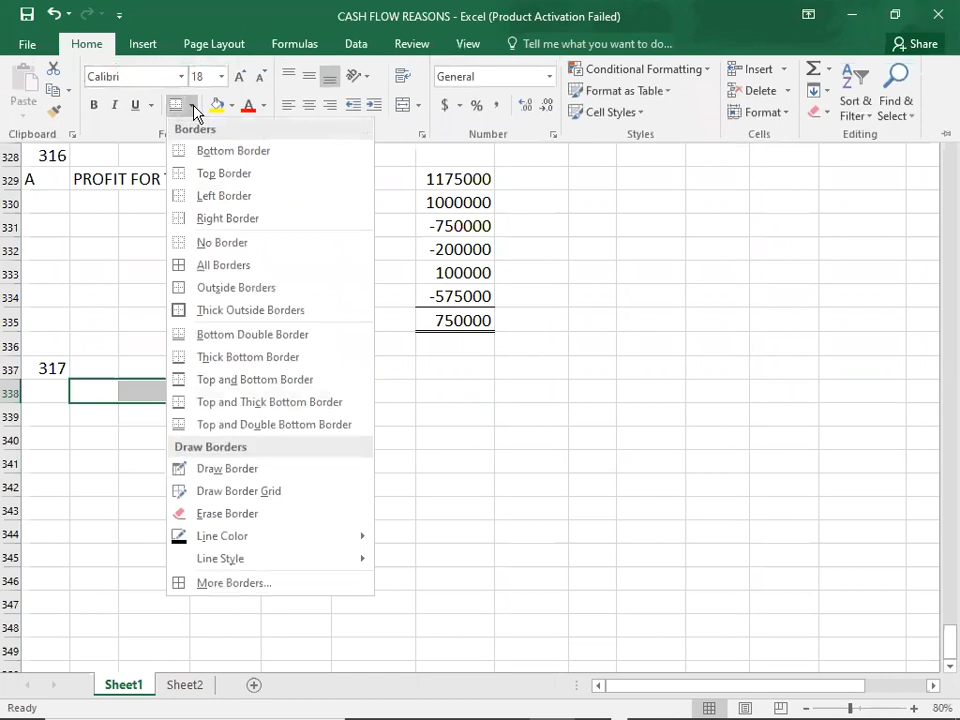 CASH FLOW REASONS - Excel (Product Activation Failed)
File Home Insert Page Layout Formulas Data Review View Tell me what you want to do... Share
Calibri 18 General Conditional Formatting Insert
Paste B I U A $ % Format as Table Delete Sort & Find &
Cell Styles Format Filter Select
Clipboard Number Styles Cells Editing
Borders
Bottom Border
Top Border
Left Border
Right Border
No Border
All Borders
Outside Borders
Thick Outside Borders
Bottom Double Border
Thick Bottom Border
Top and Bottom Border
Top and Thick Bottom Border
Top and Double Bottom Border
Draw Borders
Draw Border
Draw Border Grid
Erase Border
Line Color
Line Style
More Borders...
328 316
329 A PROFIT FOR 1175000
330 1000000
331 -750000
332 -200000
333 100000
334 -575000
335 750000
336
337 317
338
339
340
341
342
343
344
345
346
347
348
349
Sheet1 Sheet2
Ready 80%